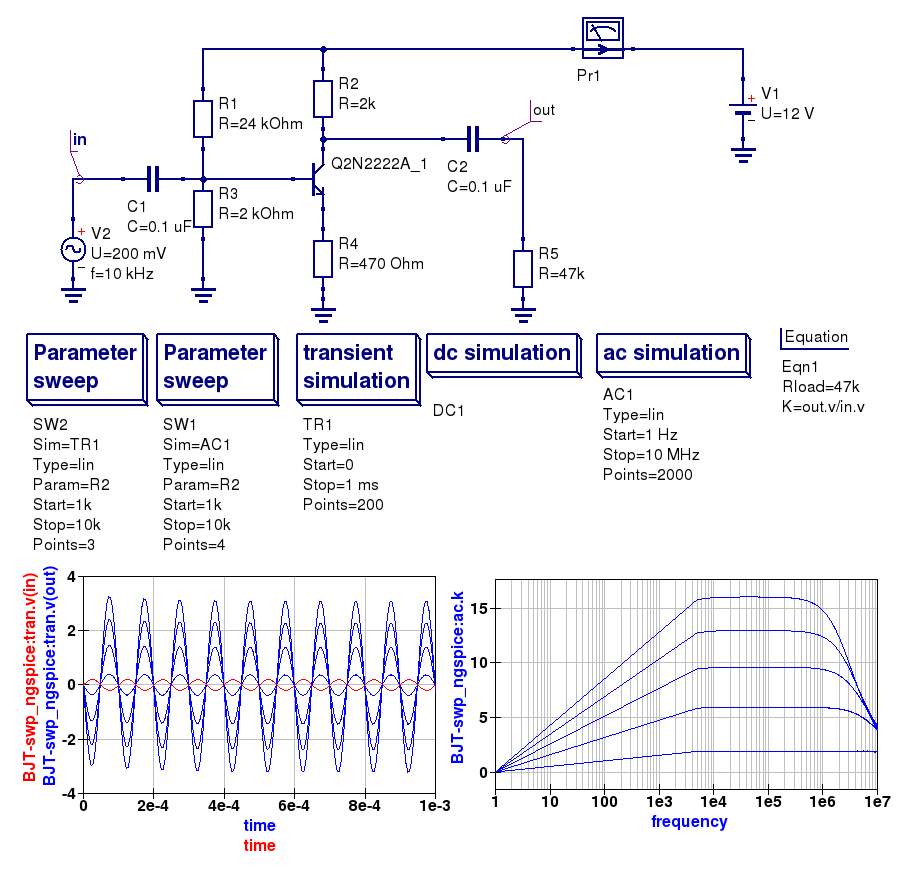 Pr1
R1
R=24 kOhm
R2
R=2k
V1
U=12 V
+
−
in
out
Q2N2222A_1
C1
C=0.1 uF
R3
R=2 kOhm
C2
C=0.1 uF
V2
U=200 mV
f=10 kHz
+
−
R4
R=470 Ohm
R5
R=47k
Parameter
sweep
SW2
Sim=TR1
Type=lin
Param=R2
Start=1k
Stop=10k
Points=3
Parameter
sweep
SW1
Sim=AC1
Type=lin
Param=R2
Start=1k
Stop=10k
Points=4
transient
simulation
TR1
Type=lin
Start=0
Stop=1 ms
Points=200
dc simulation
DC1
ac simulation
AC1
Type=lin
Start=1 Hz
Stop=10 MHz
Points=2000
Equation
Eqn1
Rload=47k
K=out.v/in.v
BJT-swp_ngspice:tran.v(in)
BJT-swp_ngspice:tran.v(out)
4
2
0
-2
-4
0 2e-4 4e-4 6e-4 8e-4 1e-3
time
time
BJT-swp_ngspice:ac.k
15
10
5
0
1 10 100 1e3 1e4 1e5 1e6 1e7
frequency